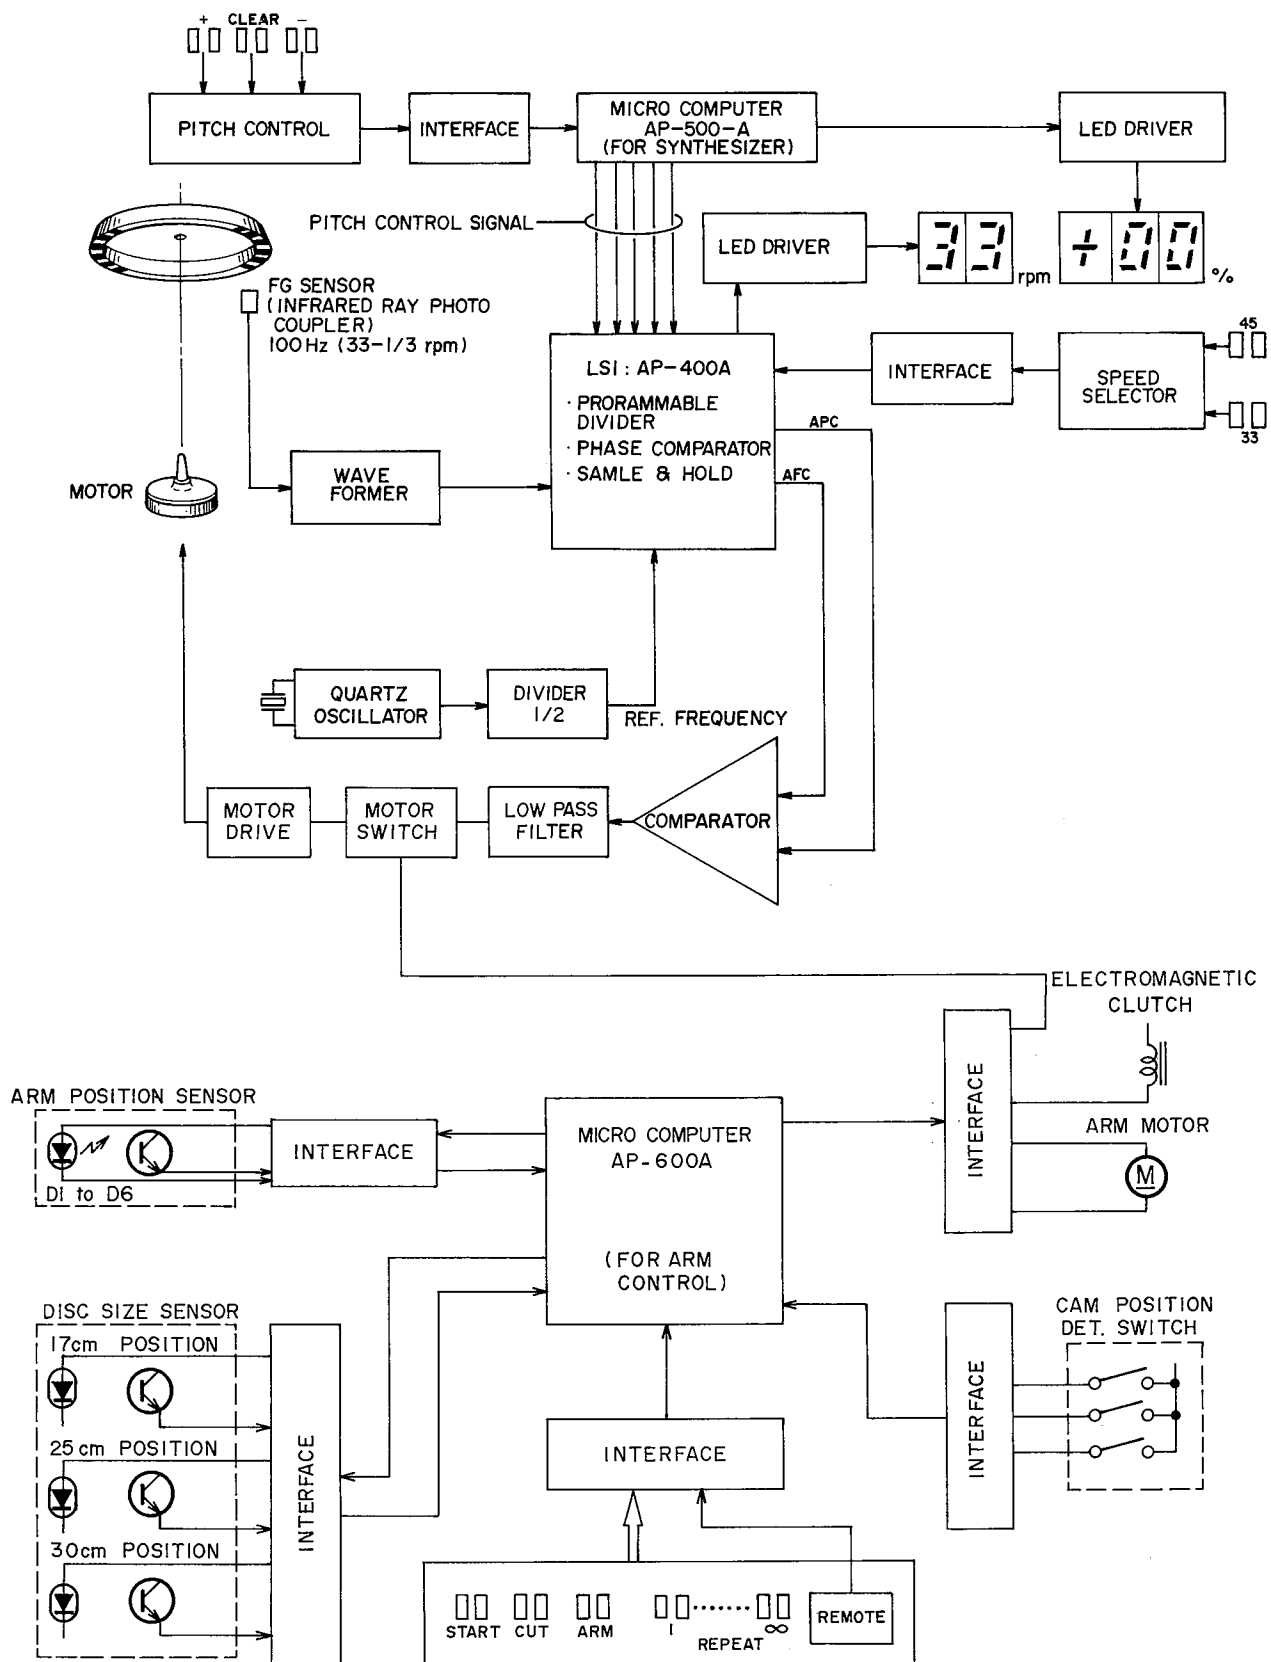 + CLEAR −
PITCH CONTROL
INTERFACE
MICRO COMPUTER
AP-500-A
(FOR SYNTHESIZER)
LED DRIVER
PITCH CONTROL SIGNAL
LED DRIVER
33
rpm
+00
%
FG SENSOR
(INFRARED RAY PHOTO
COUPLER)
100Hz (33-1/3 rpm)
LSI : AP-400A
· PRORAMMABLE
DIVIDER
· PHASE COMPARATOR
· SAMLE & HOLD
INTERFACE
SPEED
SELECTOR
45
33
APC
AFC
MOTOR
WAVE
FORMER
QUARTZ
OSCILLATOR
DIVIDER
1/2
REF. FREQUENCY
MOTOR
DRIVE
MOTOR
SWITCH
LOW PASS
FILTER
COMPARATOR
ELECTROMAGNETIC
CLUTCH
INTERFACE
ARM MOTOR
M
ARM POSITION SENSOR
D1 to D6
INTERFACE
MICRO COMPUTER
AP-600A
(FOR ARM
CONTROL)
DISC SIZE SENSOR
17cm POSITION
25cm POSITION
30cm POSITION
INTERFACE
CAM POSITION
DET. SWITCH
INTERFACE
INTERFACE
START CUT ARM
1 ∞
REPEAT
REMOTE